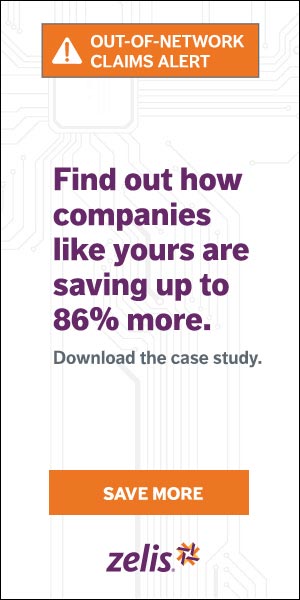 OUT-OF-NETWORK
CLAIMS ALERT
Find out how
companies
like yours are
saving up to
86% more.
Download the case study.
SAVE MORE
zelis®